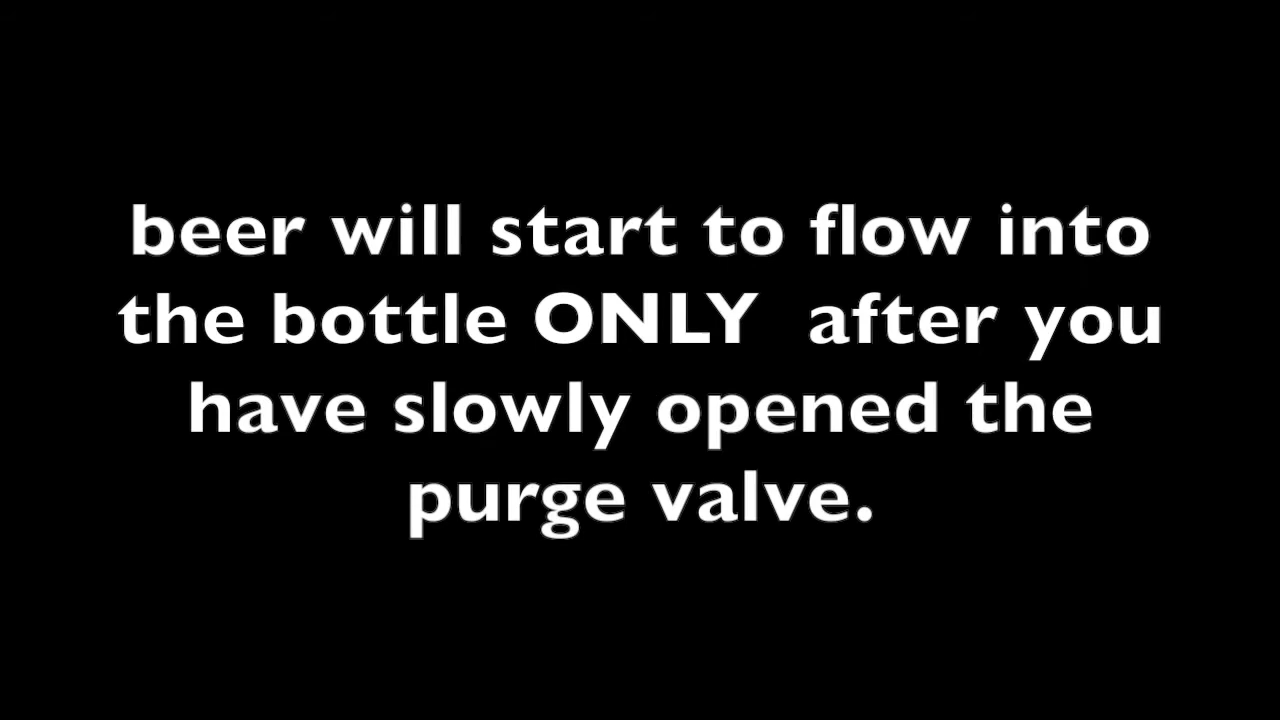 beer will start to flow into
the bottle ONLY  after you
have slowly opened the
purge valve.